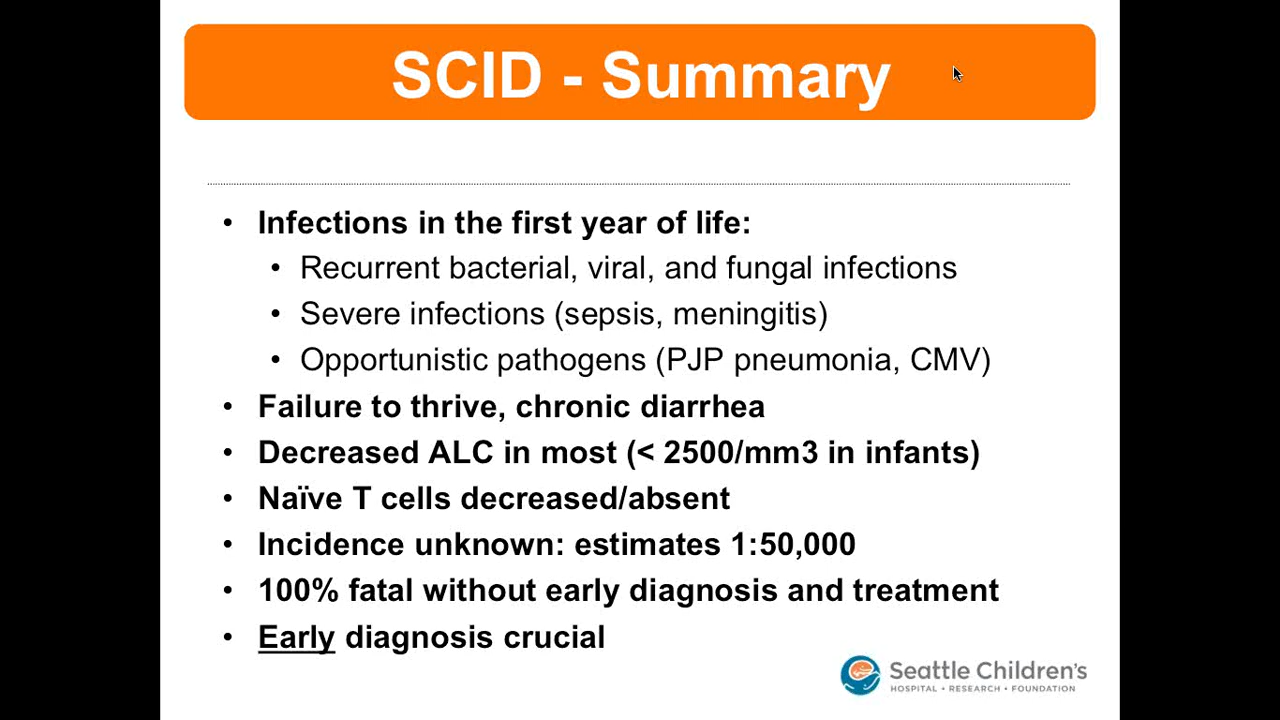 SCID - Summary
• Infections in the first year of life:
• Recurrent bacterial, viral, and fungal infections
• Severe infections (sepsis, meningitis)
• Opportunistic pathogens (PJP pneumonia, CMV)
• Failure to thrive, chronic diarrhea
• Decreased ALC in most (< 2500/mm3 in infants)
• Naïve T cells decreased/absent
• Incidence unknown: estimates 1:50,000
• 100% fatal without early diagnosis and treatment
• Early diagnosis crucial
Seattle Children's
HOSPITAL • RESEARCH • FOUNDATION